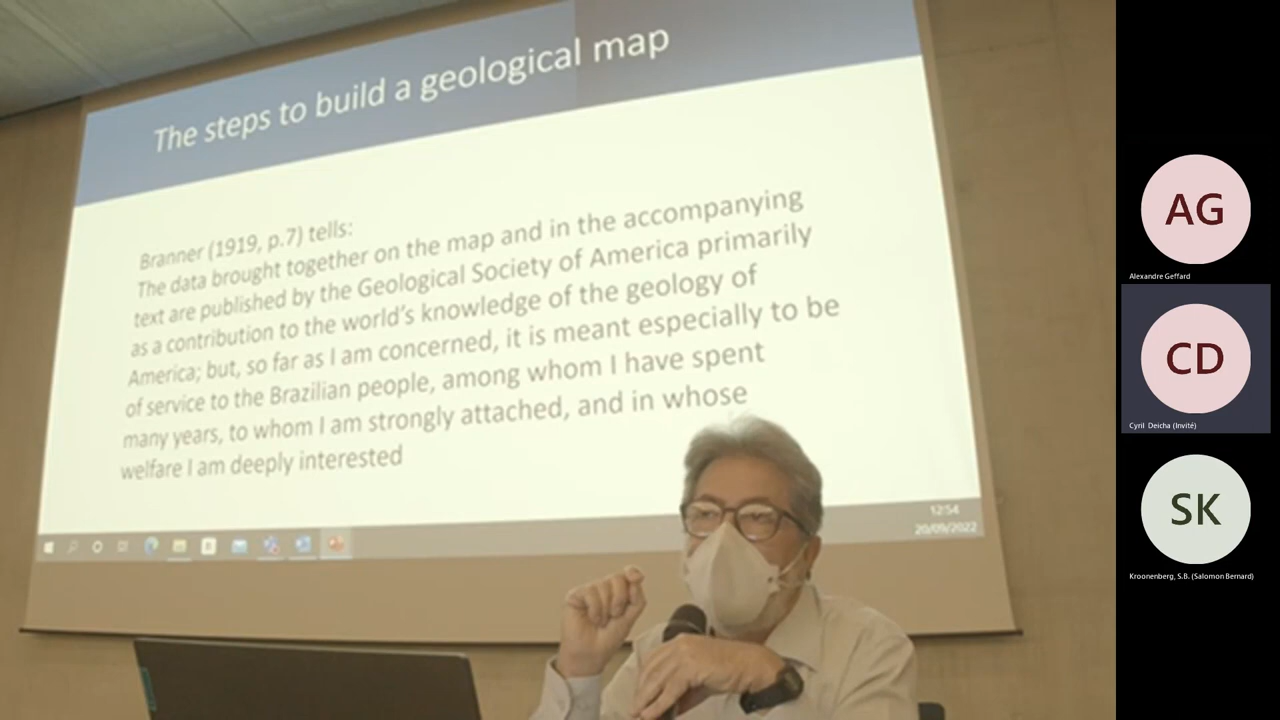 The steps to build a geological map
Branner (1919, p.7) tells:
The data brought together on the map and in the accompanying
text are published by the Geological Society of America primarily
as a contribution to the world's knowledge of the geology of
America; but, so far as I am concerned, it is meant especially to be
of service to the Brazilian people, among whom I have spent
many years, to whom I am strongly attached, and in whose
welfare I am deeply interested
12:54
20/09/2022
AG
Alexandre Geffard
CD
Cyril Deicha (Invité)
SK
Kroonenberg, S.B. (Salomon Bernard)